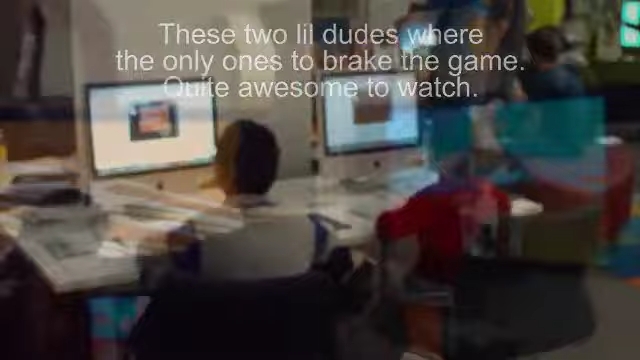 These two lil dudes where
the only ones to brake the game.
Quite awesome to watch.